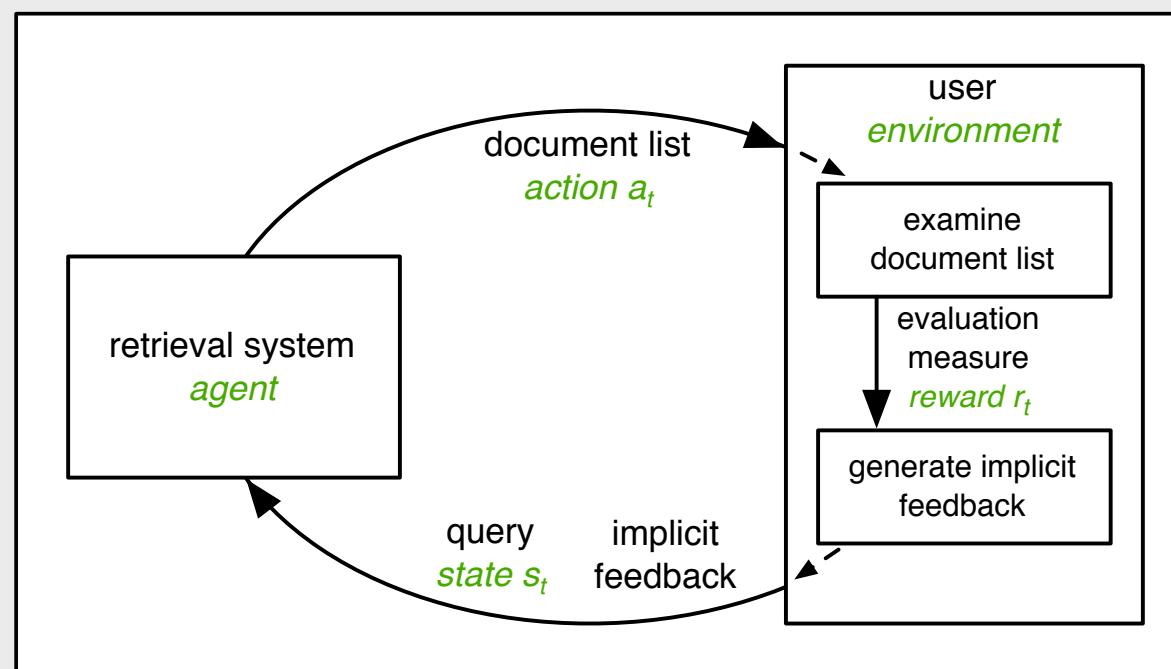 user
environment
document list
action a_t
examine
document list
evaluation
measure
reward r_t
retrieval system
agent
generate implicit
feedback
query
state s_t
implicit
feedback